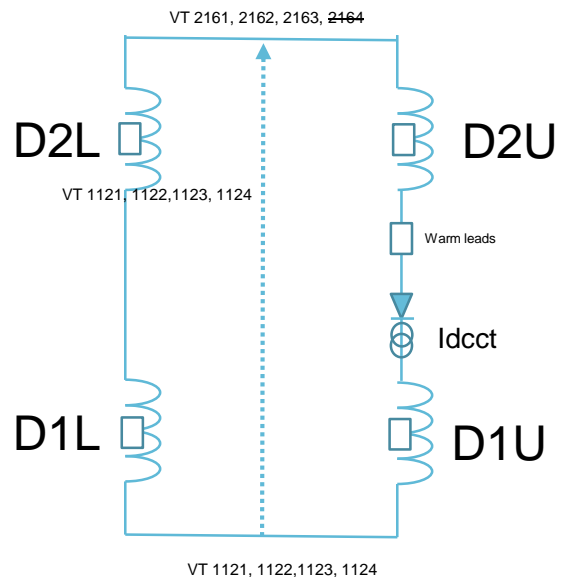 VT 2161, 2162, 2163, 2164
D2L
D2U
VT 1121, 1122,1123, 1124
Warm leads
Idcct
D1L
D1U
VT 1121, 1122,1123, 1124